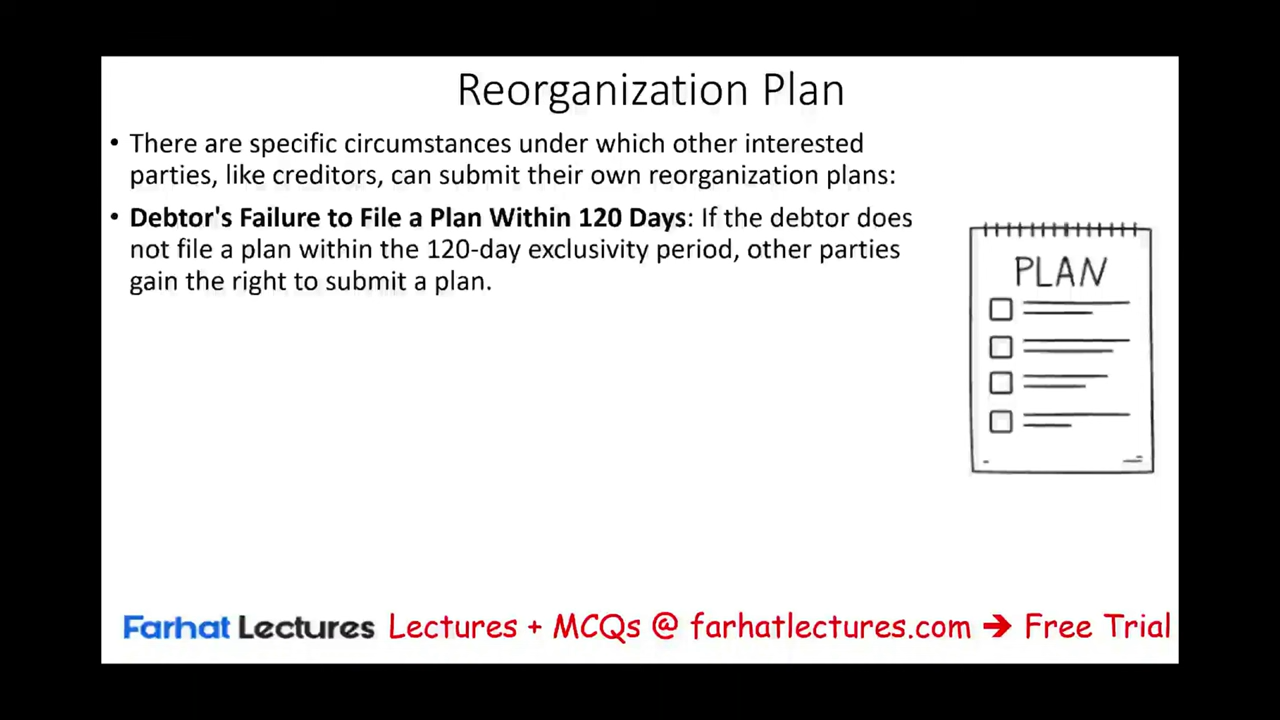 Reorganization Plan
• There are specific circumstances under which other interested
parties, like creditors, can submit their own reorganization plans:
• Debtor's Failure to File a Plan Within 120 Days: If the debtor does
not file a plan within the 120-day exclusivity period, other parties
gain the right to submit a plan.
PLAN
Farhat Lectures Lectures + MCQs @ farhatlectures.com → Free Trial